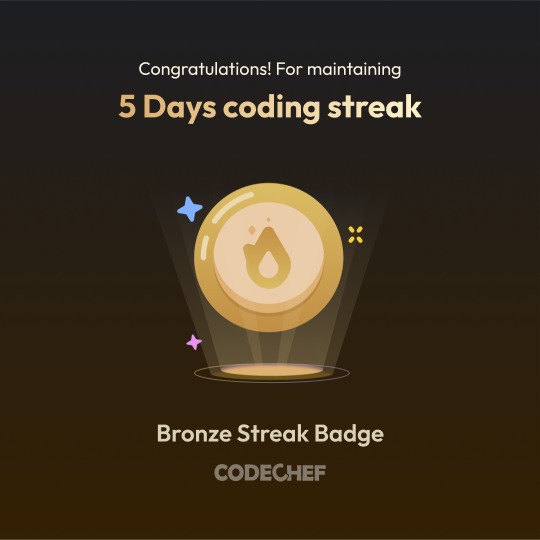 Congratulations! For maintaining
5 Days coding streak
Bronze Streak Badge
CODECHEF